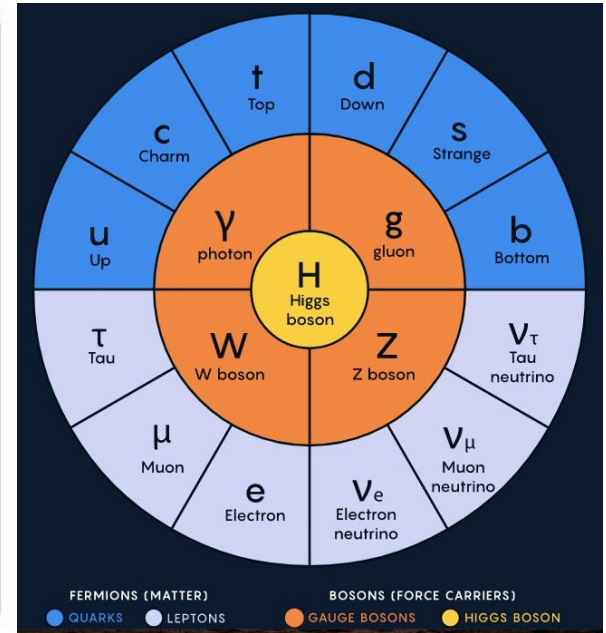 t
Top
d
Down
c
Charm
s
Strange
u
Up
b
Bottom
γ
photon
g
gluon
H
Higgs
boson
W
W boson
Z
Z boson
τ
Tau
ντ
Tau
neutrino
μ
Muon
νμ
Muon
neutrino
e
Electron
νe
Electron
neutrino
FERMIONS (MATTER)
BOSONS (FORCE CARRIERS)
QUARKS
LEPTONS
GAUGE BOSONS
HIGGS BOSON